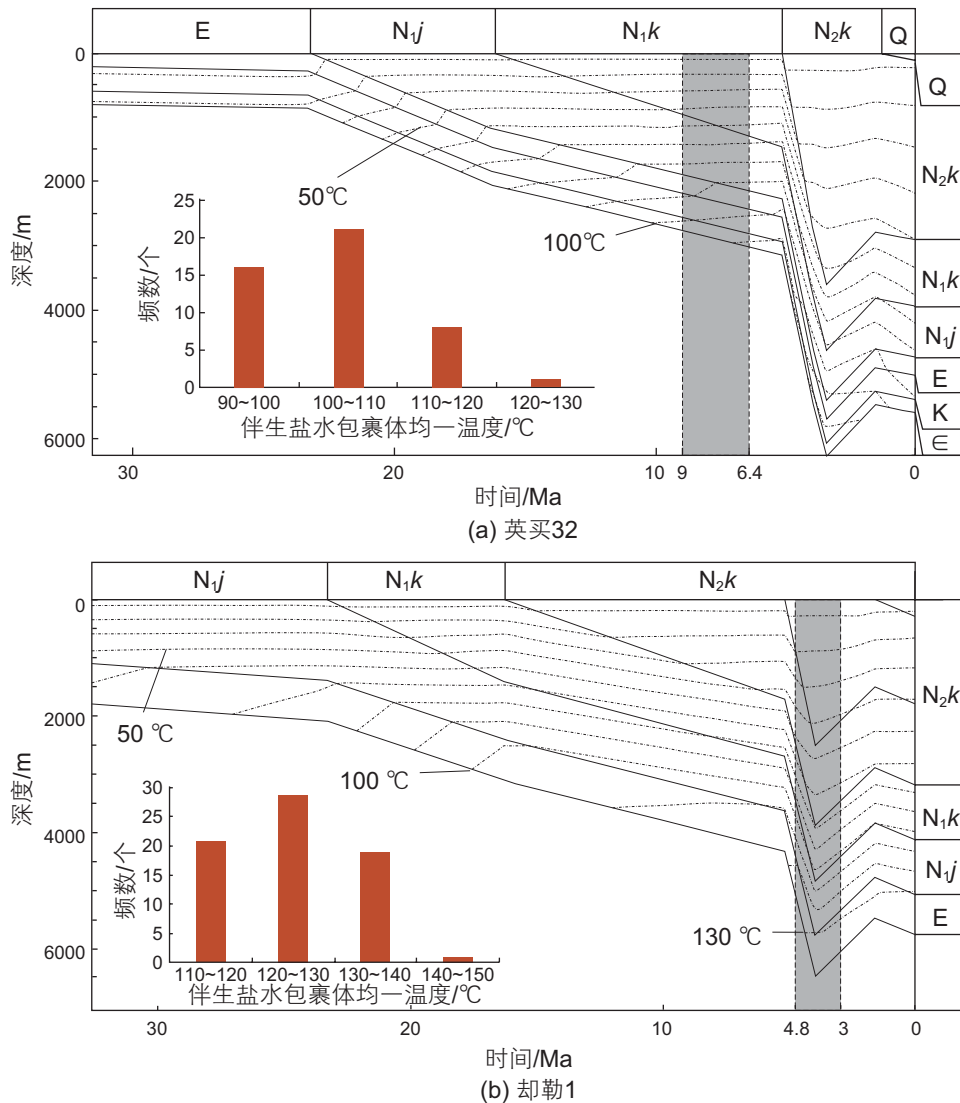 E N₁j N₁k N₂k Q
0
2000
4000
6000
深度/m
Q
N₂k
N₁k
N₁j
E
K
∈
50℃
100℃
25
20
15
10
5
0
频数/个
90~100 100~110 110~120 120~130
伴生盐水包裹体均一温度/℃
30 20 10 9 6.4 0
时间/Ma
(a) 英买32
N₁j N₁k N₂k
0
2000
4000
6000
深度/m
N₂k
N₁k
N₁j
E
50 ℃
100 ℃
130 ℃
30
25
20
15
10
5
0
频数/个
110~120 120~130 130~140 140~150
伴生盐水包裹体均一温度/℃
30 20 10 4.8 3 0
时间/Ma
(b) 却勒1